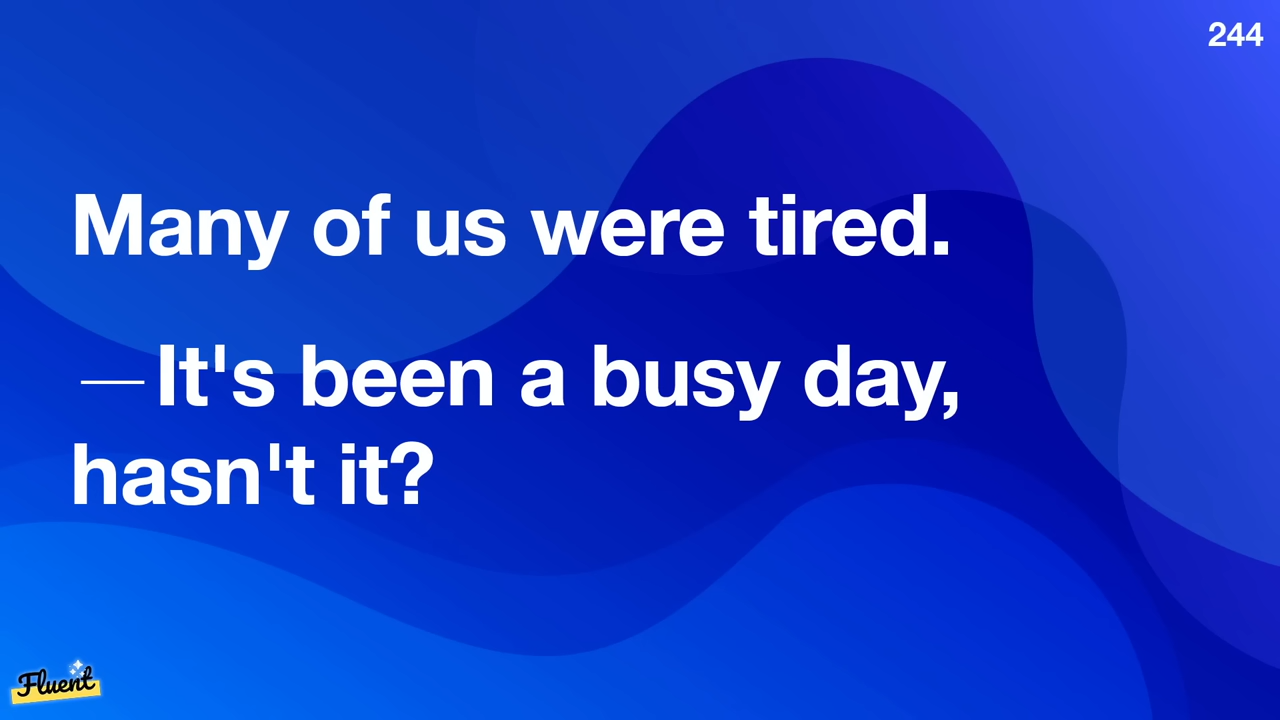 244
Many of us were tired.
—It's been a busy day,
hasn't it?
Fluent